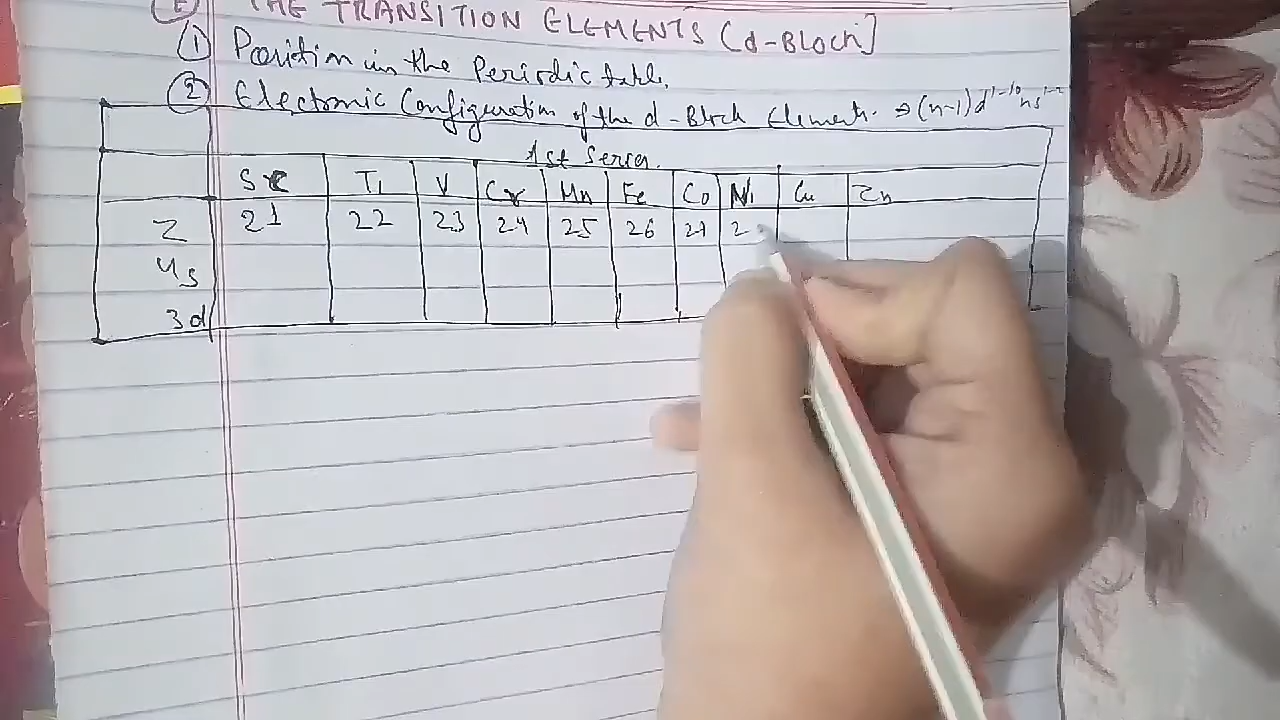 THE TRANSITION ELEMENTS (d-BLOCK]
① Position in the Periodic table.
② Electronic Configuration of the d-Block Elements. ⇒ (n-1)d¹⁻¹⁰ns¹⁻²
1st Series.
Sc Ti V Cr Mn Fe Co Ni Cu Zn
Z 21 22 23 24 25 26 27 2
4s
3d